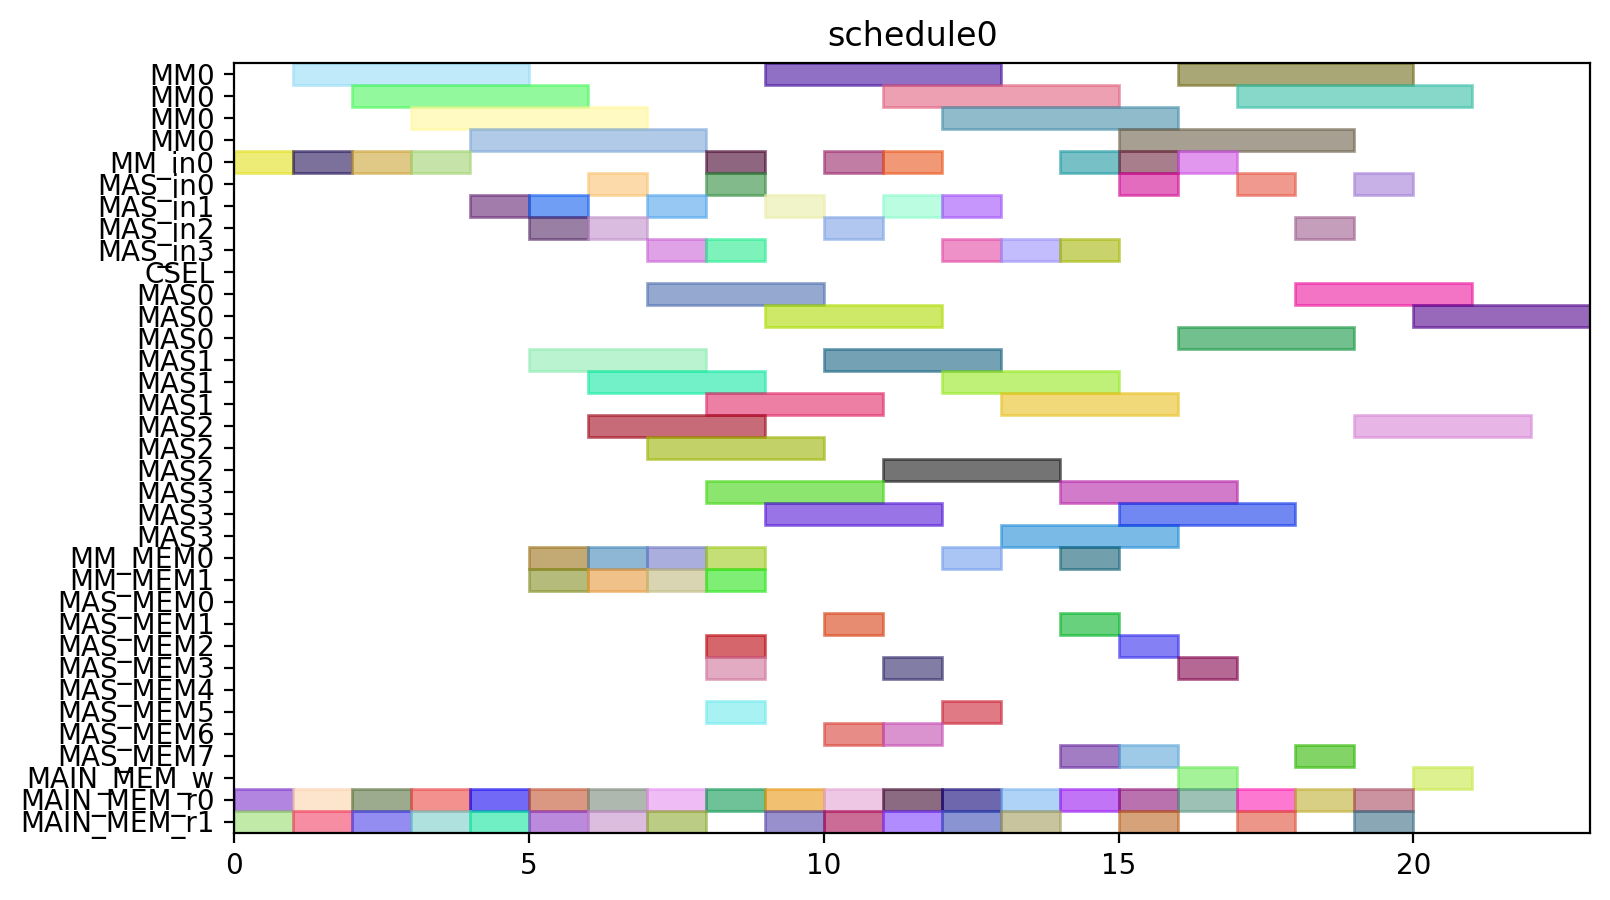 schedule0
MM0
MM0
MM0
MM0
MM_in0
MAS_in0
MAS_in1
MAS_in2
MAS_in3
CSEL
MAS0
MAS0
MAS0
MAS1
MAS1
MAS1
MAS2
MAS2
MAS2
MAS3
MAS3
MAS3
MM_MEM0
MM_MEM1
MAS_MEM0
MAS_MEM1
MAS_MEM2
MAS_MEM3
MAS_MEM4
MAS_MEM5
MAS_MEM6
MAS_MEM7
MAIN_MEM_w
MAIN_MEM_r0
MAIN_MEM_r1
0 5 10 15 20